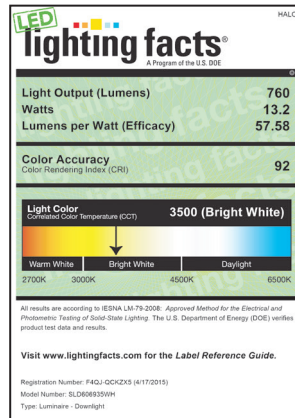 HALO
LED
lighting facts®
A Program of the U.S. DOE
Light Output (Lumens) 760
Watts 13.2
Lumens per Watt (Efficacy) 57.58
Color Accuracy
Color Rendering Index (CRI) 92
Light Color
Correlated Color Temperature (CCT) 3500 (Bright White)
Warm White Bright White Daylight
2700K 3000K 4500K 6500K
All results are according to IESNA LM-79-2008: Approved Method for the Electrical and
Photometric Testing of Solid-State Lighting. The U.S. Department of Energy (DOE) verifies
product test data and results.
Visit www.lightingfacts.com for the Label Reference Guide.
Registration Number: F4QJ-QCKZX5 (4/17/2015)
Model Number: SLD606935WH
Type: Luminaire - Downlight